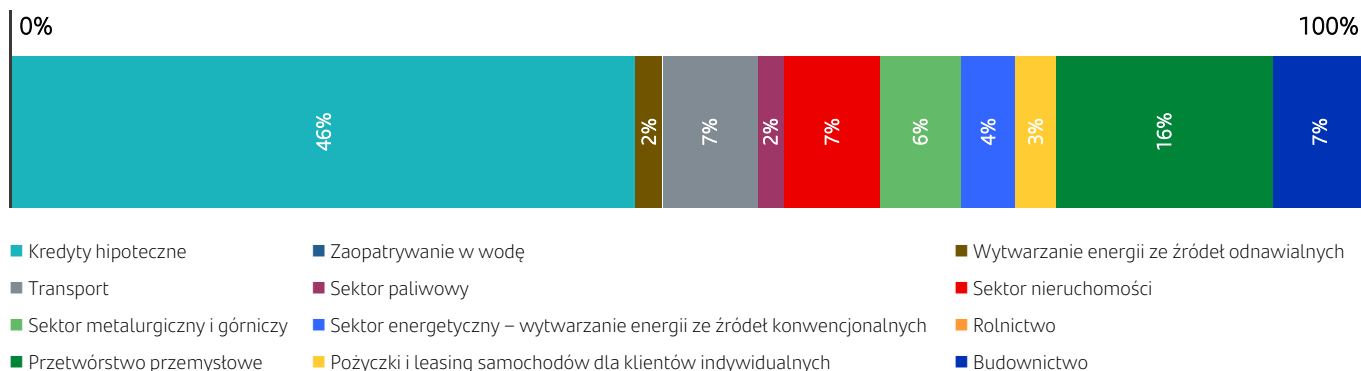 0% 100%
46% 2% 7% 2% 7% 6% 4% 3% 16% 7%
Kredyty hipoteczne Zaopatrywanie w wodę Wytwarzanie energii ze źródeł odnawialnych
Transport Sektor paliwowy Sektor nieruchomości
Sektor metalurgiczny i górniczy Sektor energetyczny – wytwarzanie energii ze źródeł konwencjonalnych Rolnictwo
Przetwórstwo przemysłowe Pożyczki i leasing samochodów dla klientów indywidualnych Budownictwo